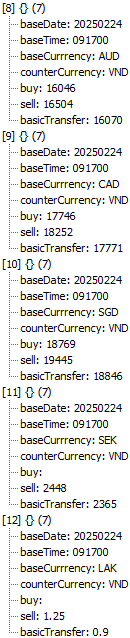 [8] {} (7)
baseDate: 20250224
baseTime: 091700
baseCurrrency: AUD
counterCurrency: VND
buy: 16046
sell: 16504
basicTransfer: 16070
[9] {} (7)
baseDate: 20250224
baseTime: 091700
baseCurrrency: CAD
counterCurrency: VND
buy: 17746
sell: 18252
basicTransfer: 17771
[10] {} (7)
baseDate: 20250224
baseTime: 091700
baseCurrrency: SGD
counterCurrency: VND
buy: 18769
sell: 19445
basicTransfer: 18846
[11] {} (7)
baseDate: 20250224
baseTime: 091700
baseCurrrency: SEK
counterCurrency: VND
buy:
sell: 2448
basicTransfer: 2365
[12] {} (7)
baseDate: 20250224
baseTime: 091700
baseCurrrency: LAK
counterCurrency: VND
buy:
sell: 1.25
basicTransfer: 0.9